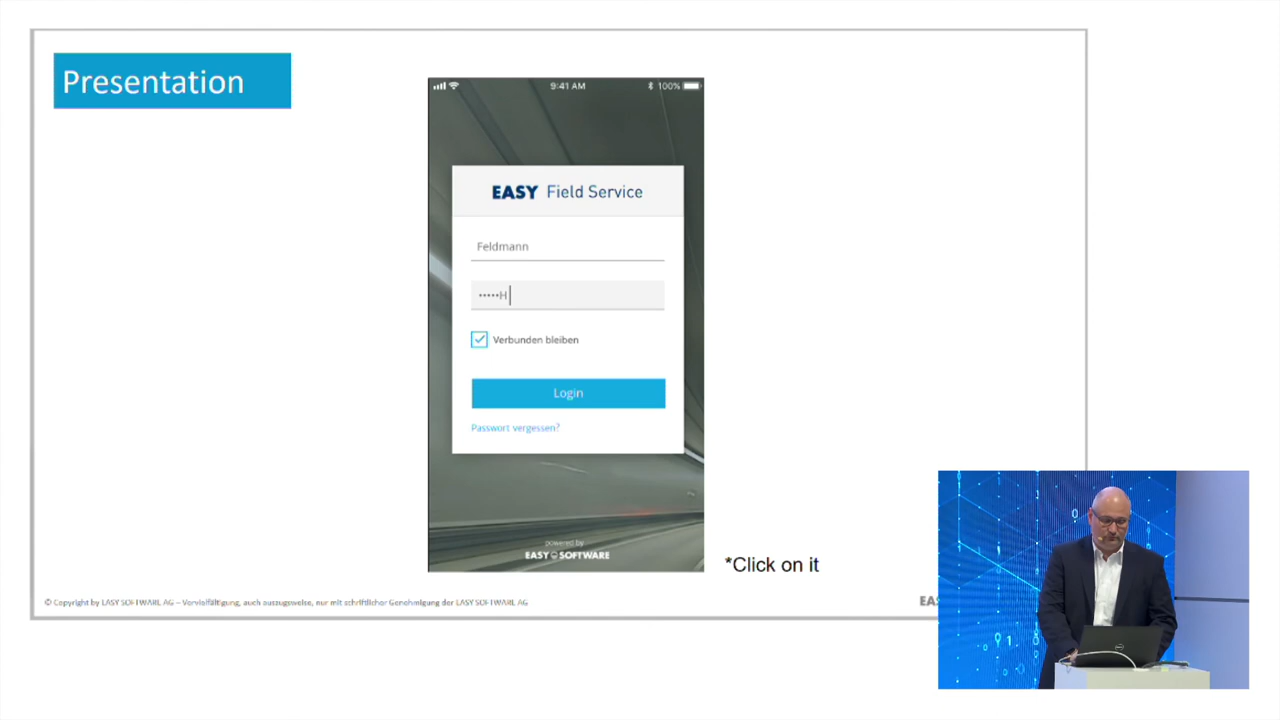 Presentation
9:41 AM
100%
EASY Field Service
Feldmann
•••••H
Verbunden bleiben
Login
Passwort vergessen?
powered by
EASY SOFTWARE
*Click on it
© Copyright by EASY SOFTWARE AG – Vervielfältigung, auch auszugsweise, nur mit schriftlicher Genehmigung der EASY SOFTWARE AG